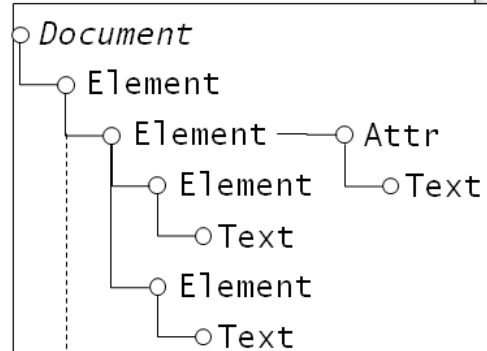 Document
Element
Element Attr
Element Text
Text
Element
Text